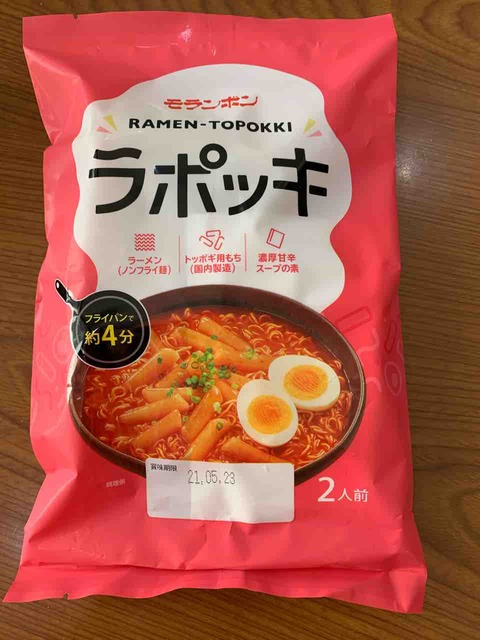 モランボン
RAMEN-TOPOKKI
ラポッキ
ラーメン
(ノンフライ麺)
トッポギ用もち
(国内製造)
濃厚甘辛
スープの素
フライパンで
約4分
賞味期限
21.05.23
調理例
2人前